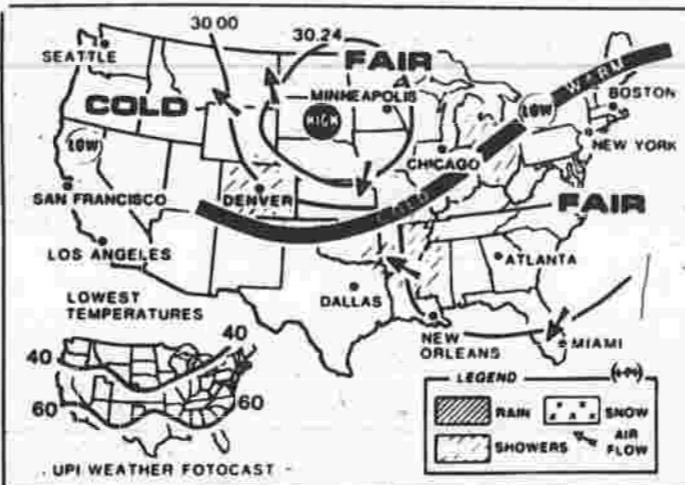 30.00
30.24
SEATTLE
FAIR
WARM
COLD
MINNEAPOLIS
LOW
BOSTON
HIGH
LOW
NEW YORK
CHICAGO
SAN FRANCISCO
DENVER
COLD
FAIR
LOS ANGELES
ATLANTA
LOWEST
TEMPERATURES
DALLAS
NEW
ORLEANS
MIAMI
40
40
60
60
LEGEND
RAIN
SNOW
SHOWERS
AIR
FLOW
UPI WEATHER FOTOCAST